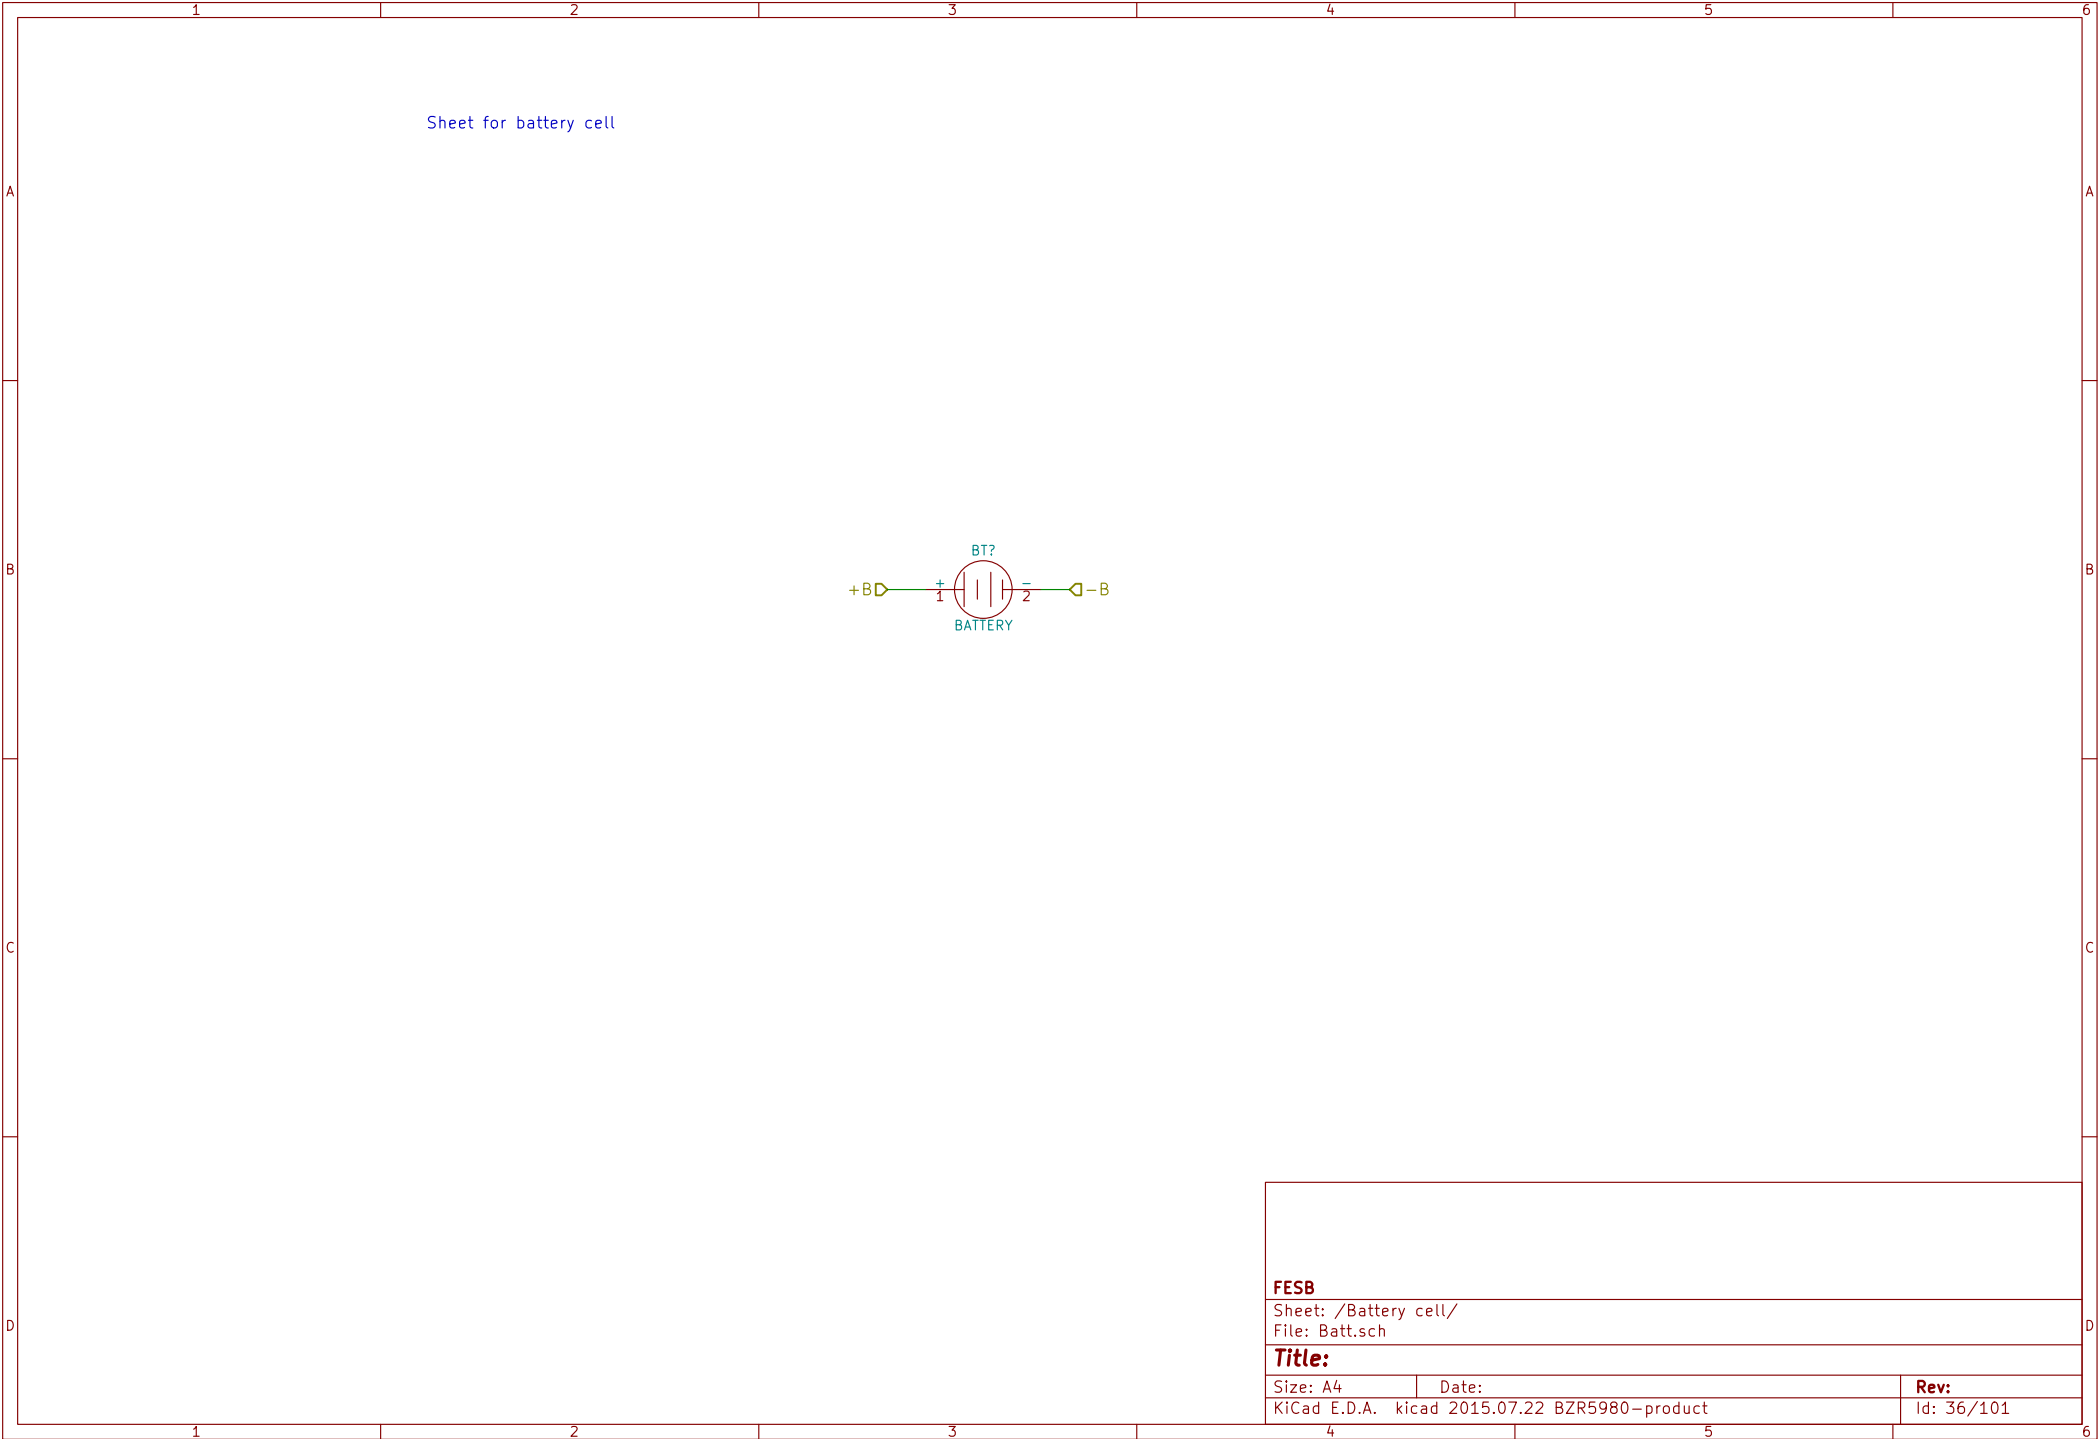 1 2 3 4 5 6
Sheet for battery cell
A A
BT?
B B
+B + - -B
1 2
BATTERY
C C
FESB
Sheet: /Battery cell/
File: Batt.sch
D D
Title:
Size: A4 Date: Rev:
KiCad E.D.A. kicad 2015.07.22 BZR5980-product Id: 36/101
1 2 3 4 5 6